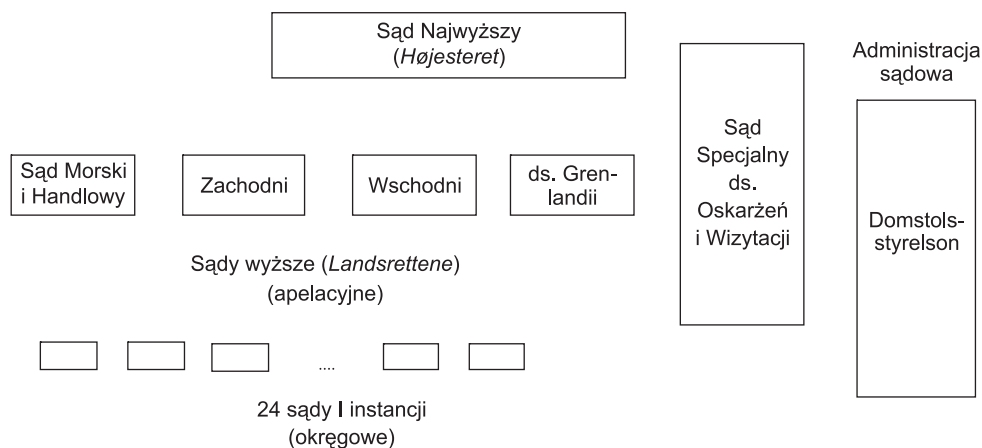 Sąd Najwyższy
(Højesteret)
Administracja
sądowa
Sąd
Specjalny
ds.
Oskarżeń
i Wizytacji
Domstols-
styrelson
Sąd Morski
i Handlowy
Zachodni
Wschodni
ds. Gren-
landii
Sądy wyższe (Landsrettene)
(apelacyjne)
....
24 sądy I instancji
(okręgowe)